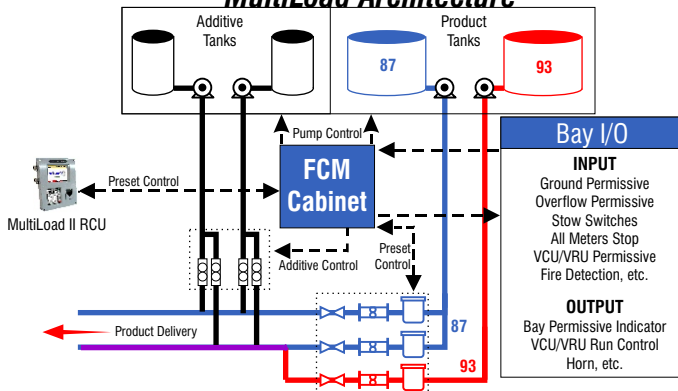 MultiLoad Architecture
Additive
Tanks
Product
Tanks
87
93
Pump Control
FCM
Cabinet
Preset Control
MultiLoad II RCU
Additive Control
Preset
Control
Product Delivery
87
93
Bay I/O
INPUT
Ground Permissive
Overflow Permissive
Stow Switches
All Meters Stop
VCU/VRU Permissive
Fire Detection, etc.
OUTPUT
Bay Permissive Indicator
VCU/VRU Run Control
Horn, etc.